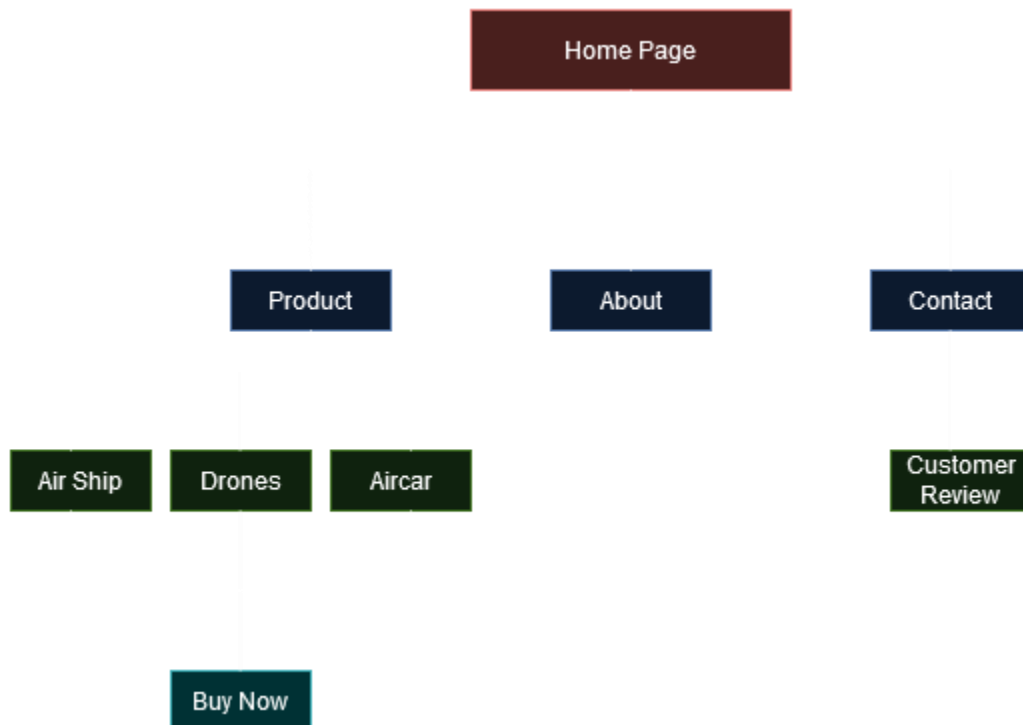 Home Page
Product
About
Contact
Air Ship
Drones
Aircar
Customer
Review
Buy Now